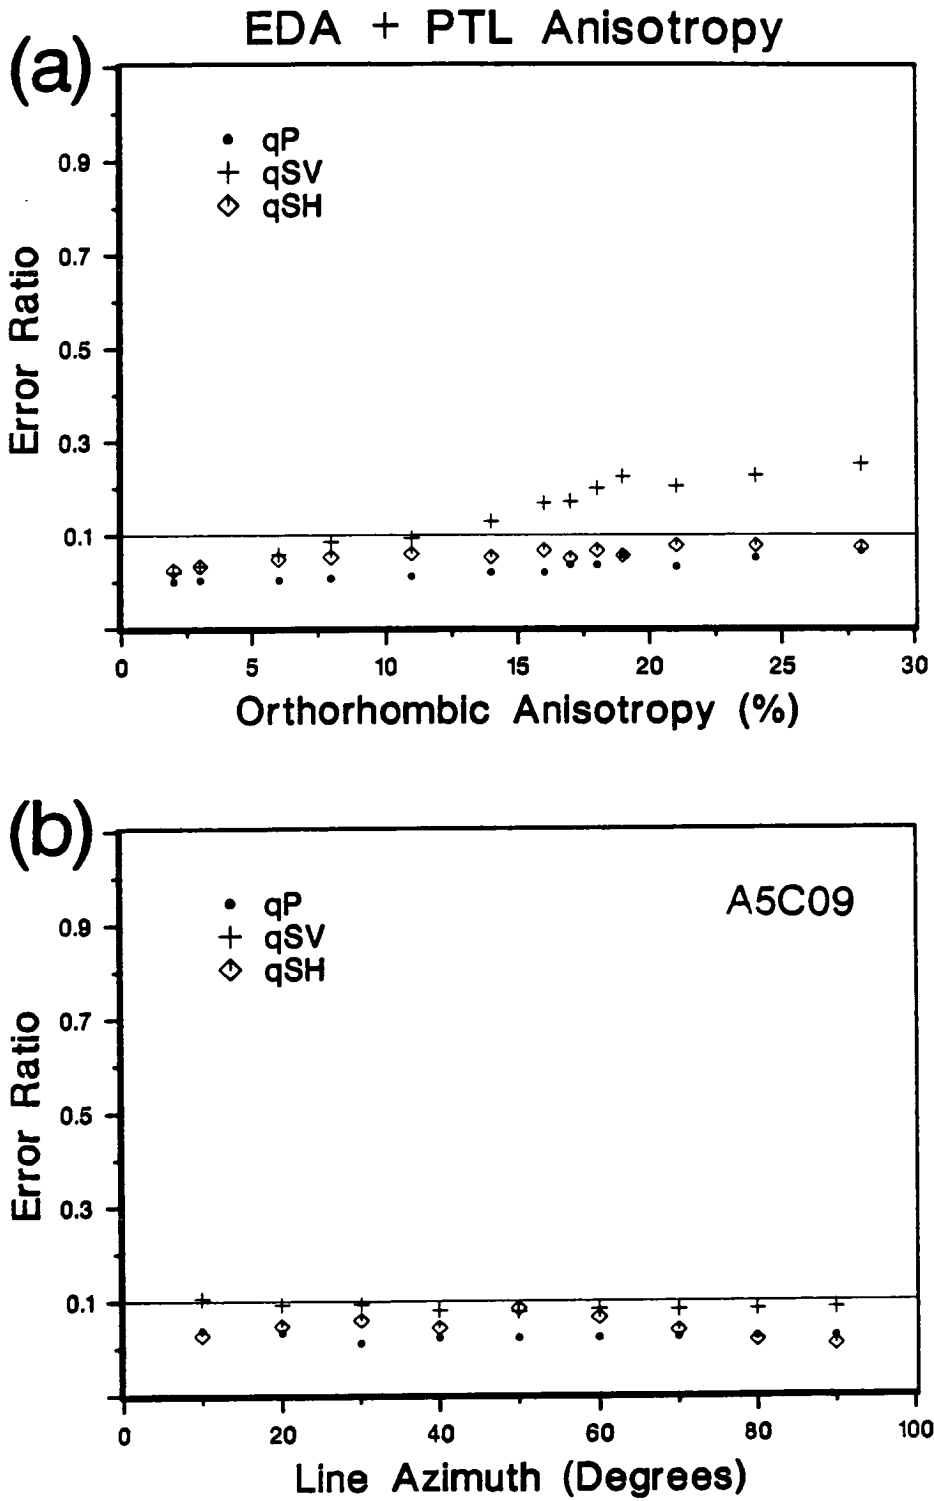 EDA + PTL Anisotropy
(a)
qP
qSV
qSH
0.9
0.7
0.5
0.3
0.1
Error Ratio
0 5 10 15 20 25 30
Orthorhombic Anisotropy (%)
(b)
qP
qSV
qSH
A5C09
0.9
0.7
0.5
0.3
0.1
Error Ratio
0 20 40 60 80 100
Line Azimuth (Degrees)